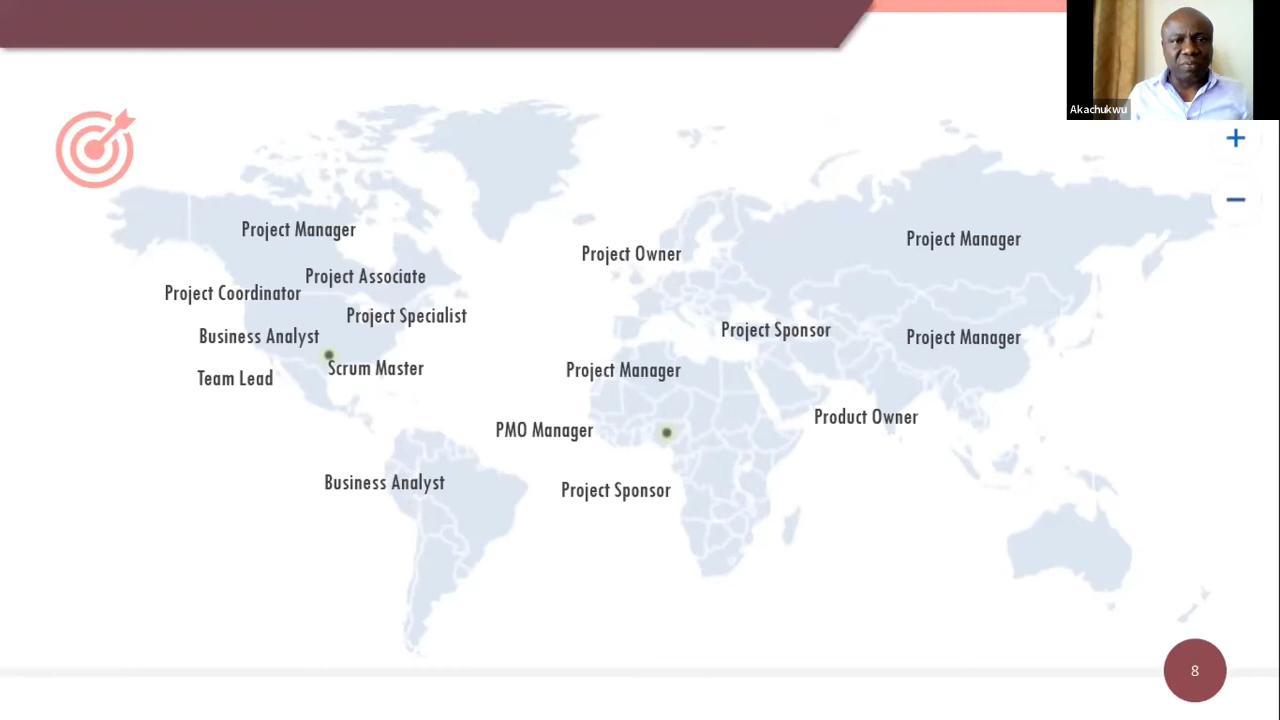 Akachukwu
+
−
Project Manager
Project Manager
Project Owner
Project Associate
Project Coordinator
Project Specialist
Business Analyst
Project Sponsor
Project Manager
Scrum Master
Project Manager
Team Lead
Product Owner
PMO Manager
Business Analyst
Project Sponsor
8